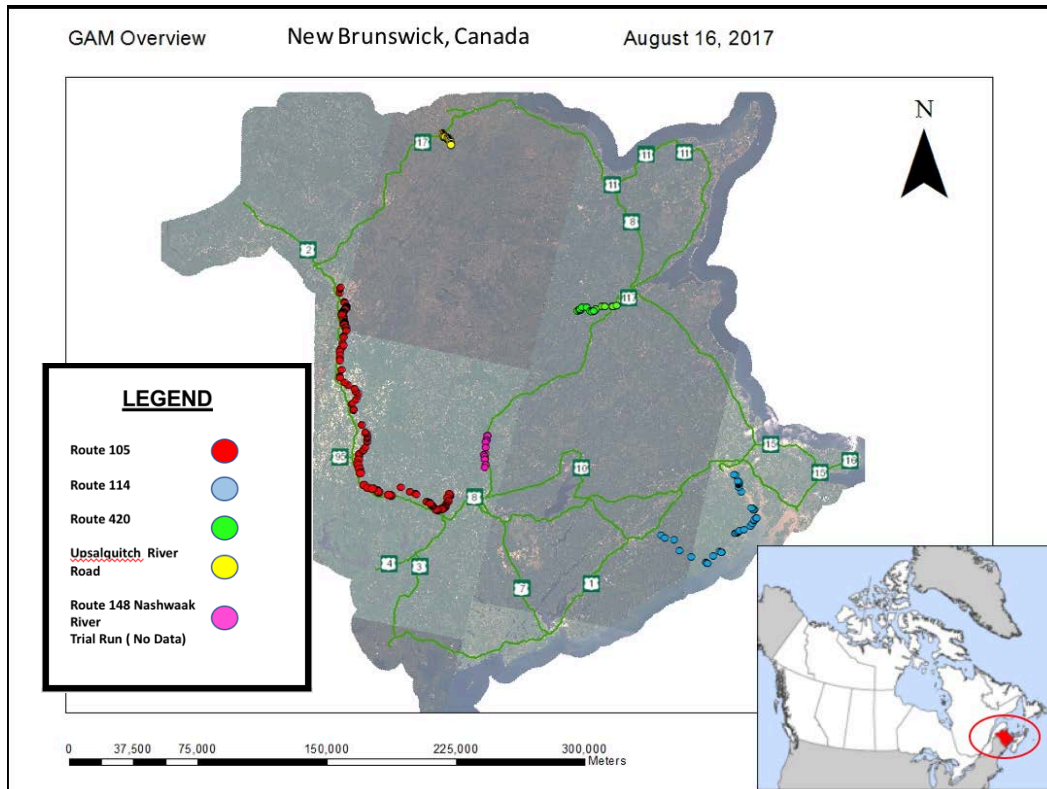 GAM Overview New Brunswick, Canada August 16, 2017
N
17
11
11
11
8
2
117
LEGEND
Route 105
Route 114
Route 420
Upsalquitch River
Road
Route 148 Nashwaak
River
Trial Run ( No Data)
95
15
15
16
10
8
4
3
7
1
0 37,500 75,000 150,000 225,000 300,000
Meters